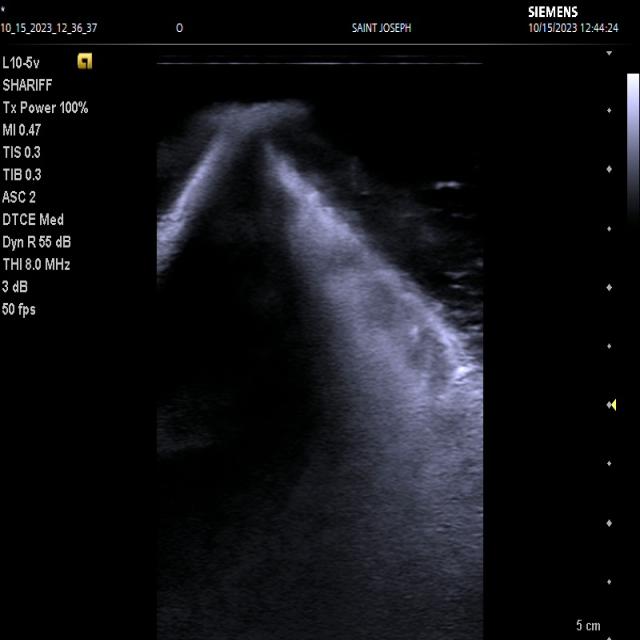 *
SIEMENS
10_15_2023_12_36_37 O SAINT JOSEPH 10/15/2023 12:44:24
L10-5v
SHARIFF
Tx Power 100%
MI 0.47
TIS 0.3
TIB 0.3
ASC 2
DTCE Med
Dyn R 55 dB
THI 8.0 MHz
3 dB
50 fps
5 cm